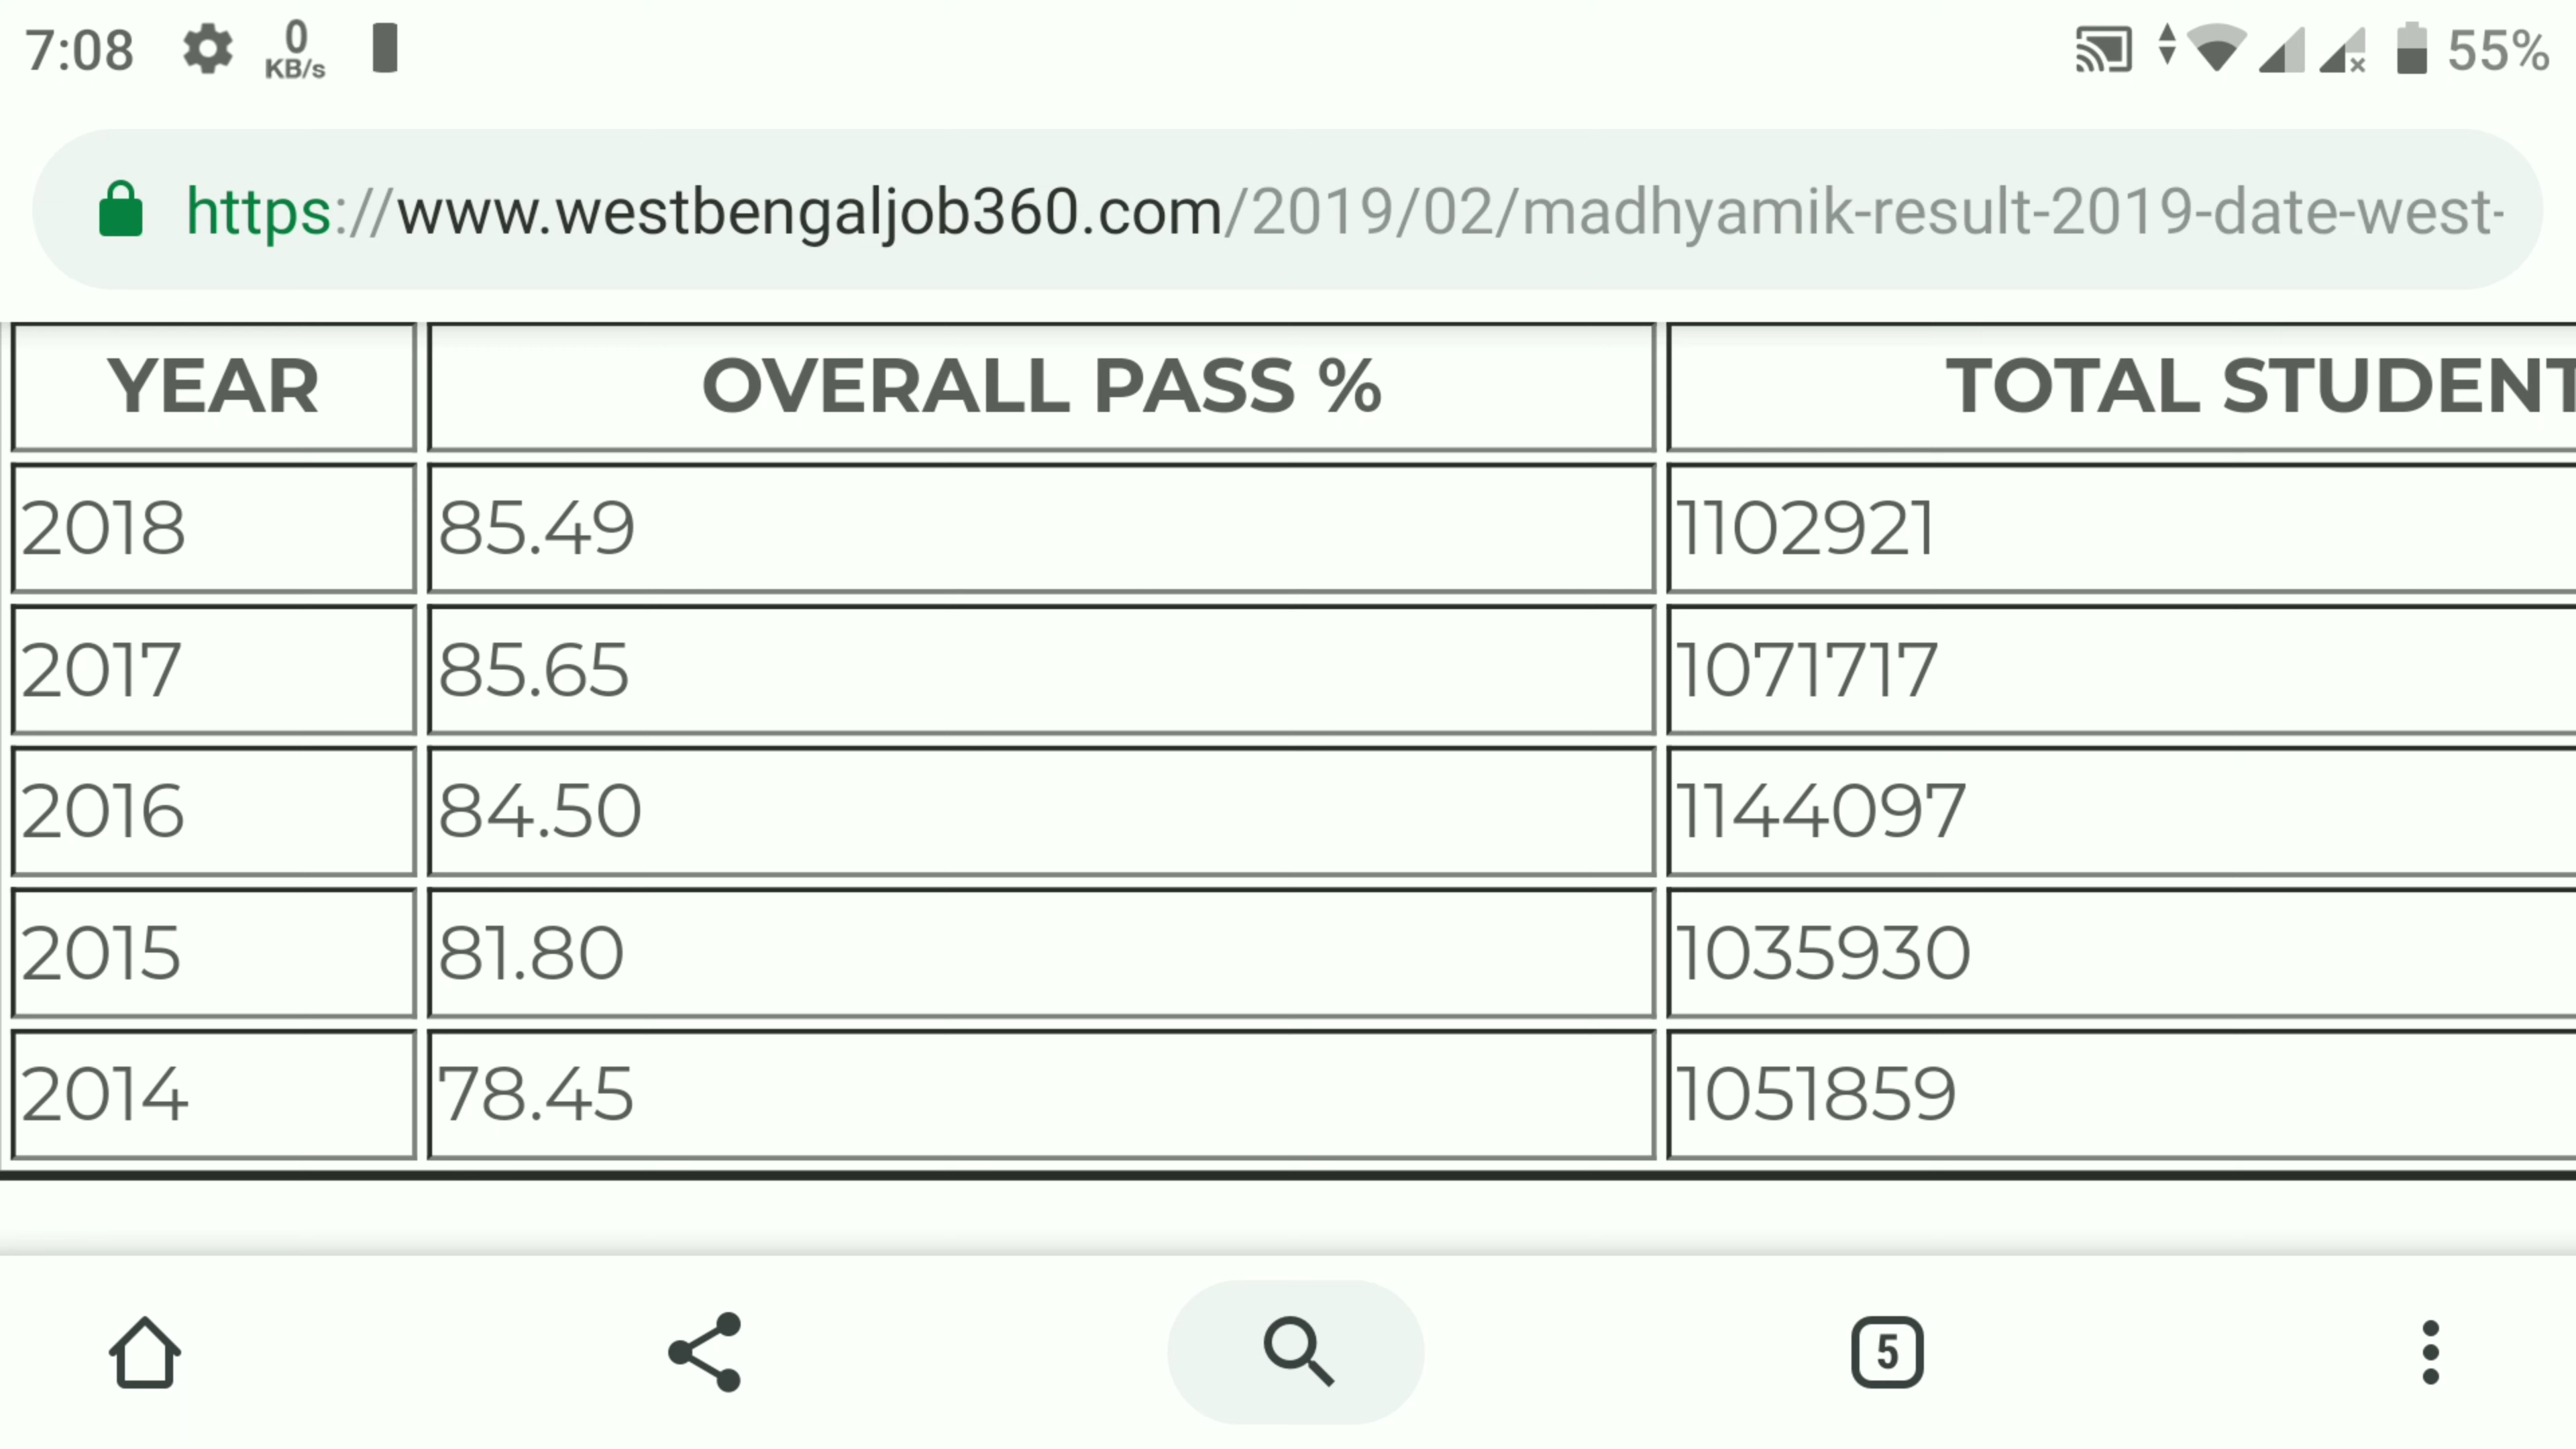 7:08 0 KB/s 55%
https://www.westbengaljob360.com/2019/02/madhyamik-result-2019-date-west-
YEAR OVERALL PASS % TOTAL STUDENT
2018 85.49 1102921
2017 85.65 1071717
2016 84.50 1144097
2015 81.80 1035930
2014 78.45 1051859
5